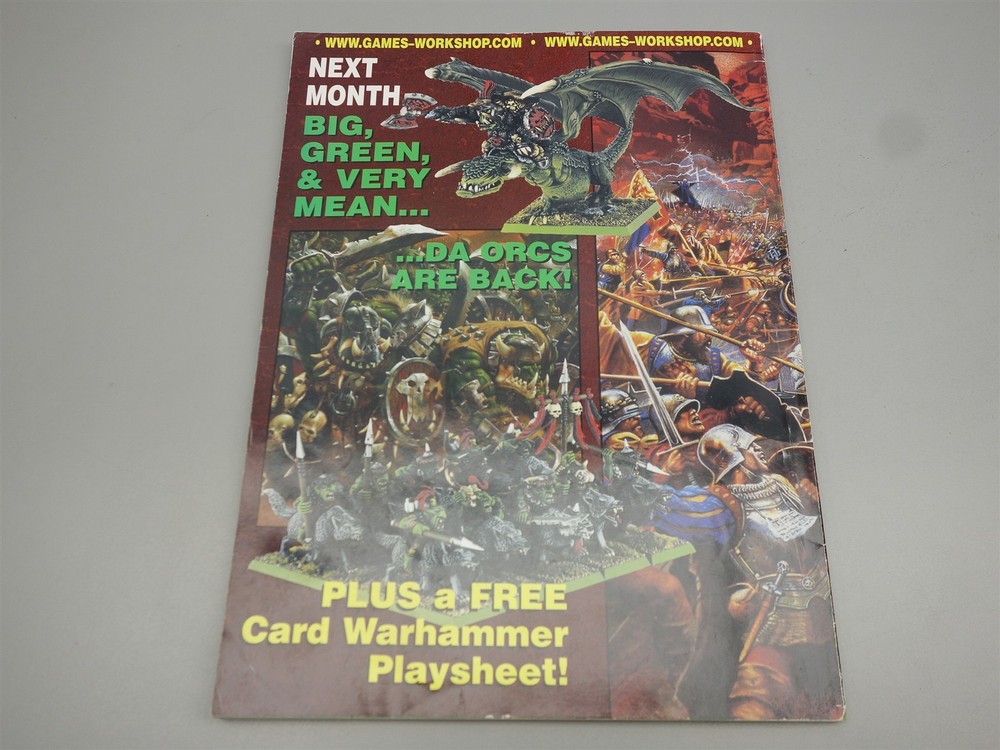 • WWW.GAMES-WORKSHOP.COM • WWW.GAMES-WORKSHOP.COM •
NEXT
MONTH
BIG,
GREEN,
& VERY
MEAN...
...DA ORCS
ARE BACK!
PLUS a FREE
Card Warhammer
Playsheet!